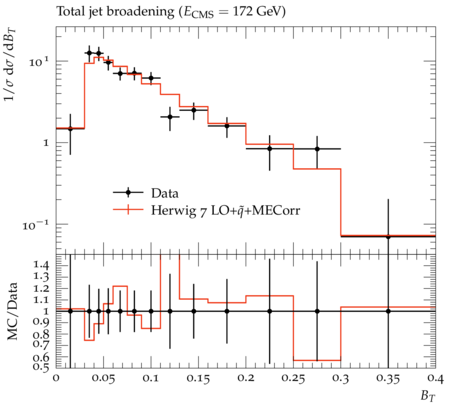 Total jet broadening (E_CMS = 172 GeV)
1/σ dσ/dB_T
10^1
1
10^−1
Data
Herwig 7 LO+q̃+MECorr
MC/Data
1.4
1.3
1.2
1.1
1
0.9
0.8
0.7
0.6
0.5
0 0.05 0.1 0.15 0.2 0.25 0.3 0.35 0.4
B_T